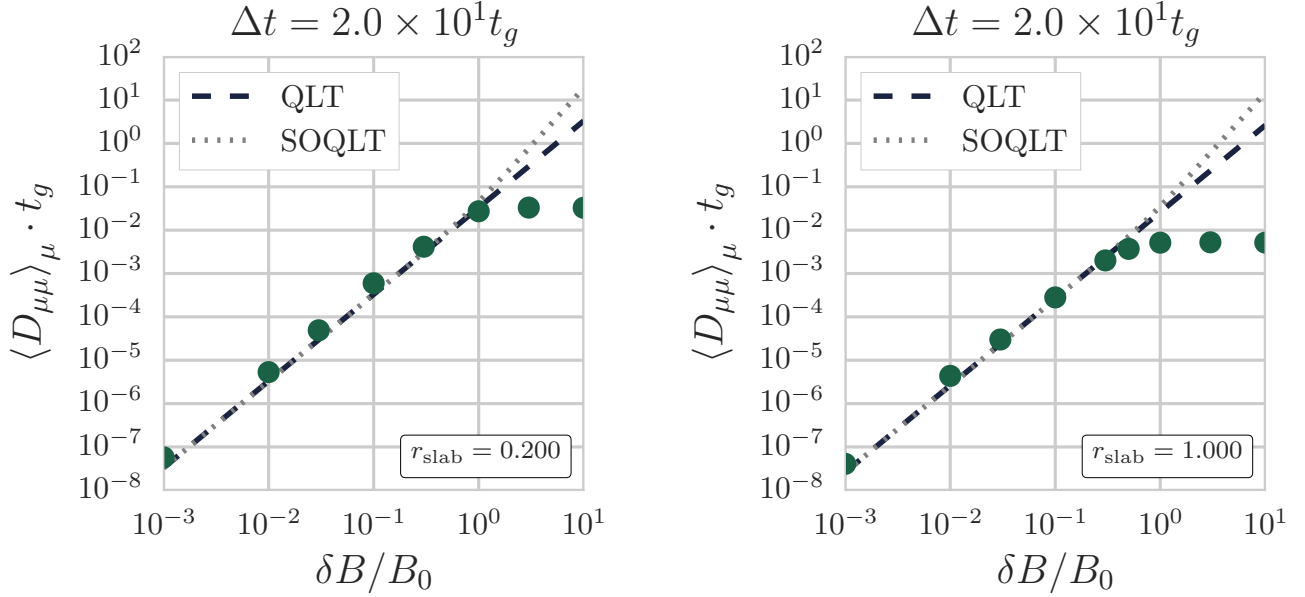 Δt = 2.0 × 10¹t_g
⟨D_μμ⟩_μ · t_g
10²
10¹
10⁰
10⁻¹
10⁻²
10⁻³
10⁻⁴
10⁻⁵
10⁻⁶
10⁻⁷
10⁻⁸
QLT
SOQLT
r_slab = 0.200
10⁻³ 10⁻² 10⁻¹ 10⁰ 10¹
δB/B₀
Δt = 2.0 × 10¹t_g
⟨D_μμ⟩_μ · t_g
10²
10¹
10⁰
10⁻¹
10⁻²
10⁻³
10⁻⁴
10⁻⁵
10⁻⁶
10⁻⁷
10⁻⁸
QLT
SOQLT
r_slab = 1.000
10⁻³ 10⁻² 10⁻¹ 10⁰ 10¹
δB/B₀